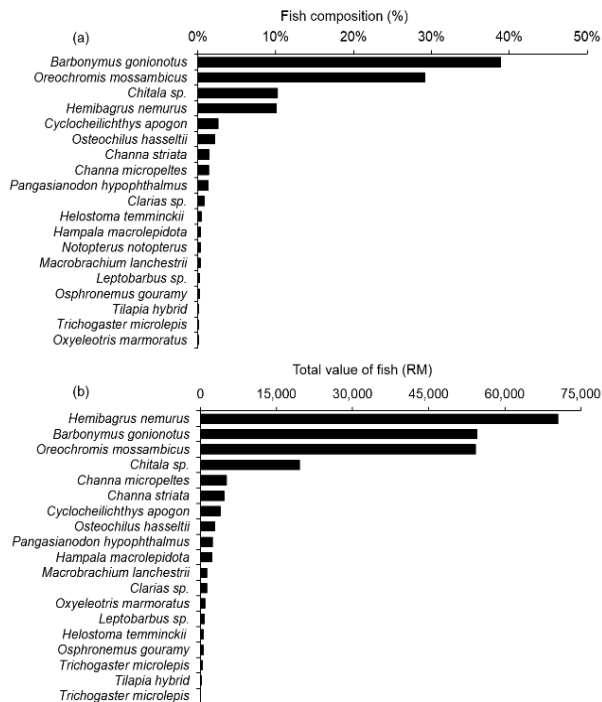 Fish composition (%)
(a)
0% 10% 20% 30% 40% 50%
Barbonymus gonionotus
Oreochromis mossambicus
Chitala sp.
Hemibagrus nemurus
Cyclocheilichthys apogon
Osteochilus hasseltii
Channa striata
Channa micropeltes
Pangasianodon hypophthalmus
Clarias sp.
Helostoma temminckii
Hampala macrolepidota
Notopterus notopterus
Macrobrachium lanchestrii
Leptobarbus sp.
Osphronemus gouramy
Tilapia hybrid
Trichogaster microlepis
Oxyeleotris marmoratus
Total value of fish (RM)
(b)
0 15,000 30,000 45,000 60,000 75,000
Hemibagrus nemurus
Barbonymus gonionotus
Oreochromis mossambicus
Chitala sp.
Channa micropeltes
Channa striata
Cyclocheilichthys apogon
Osteochilus hasseltii
Pangasianodon hypophthalmus
Hampala macrolepidota
Macrobrachium lanchestrii
Clarias sp.
Oxyeleotris marmoratus
Leptobarbus sp.
Helostoma temminckii
Osphronemus gouramy
Trichogaster microlepis
Tilapia hybrid
Trichogaster microlepis